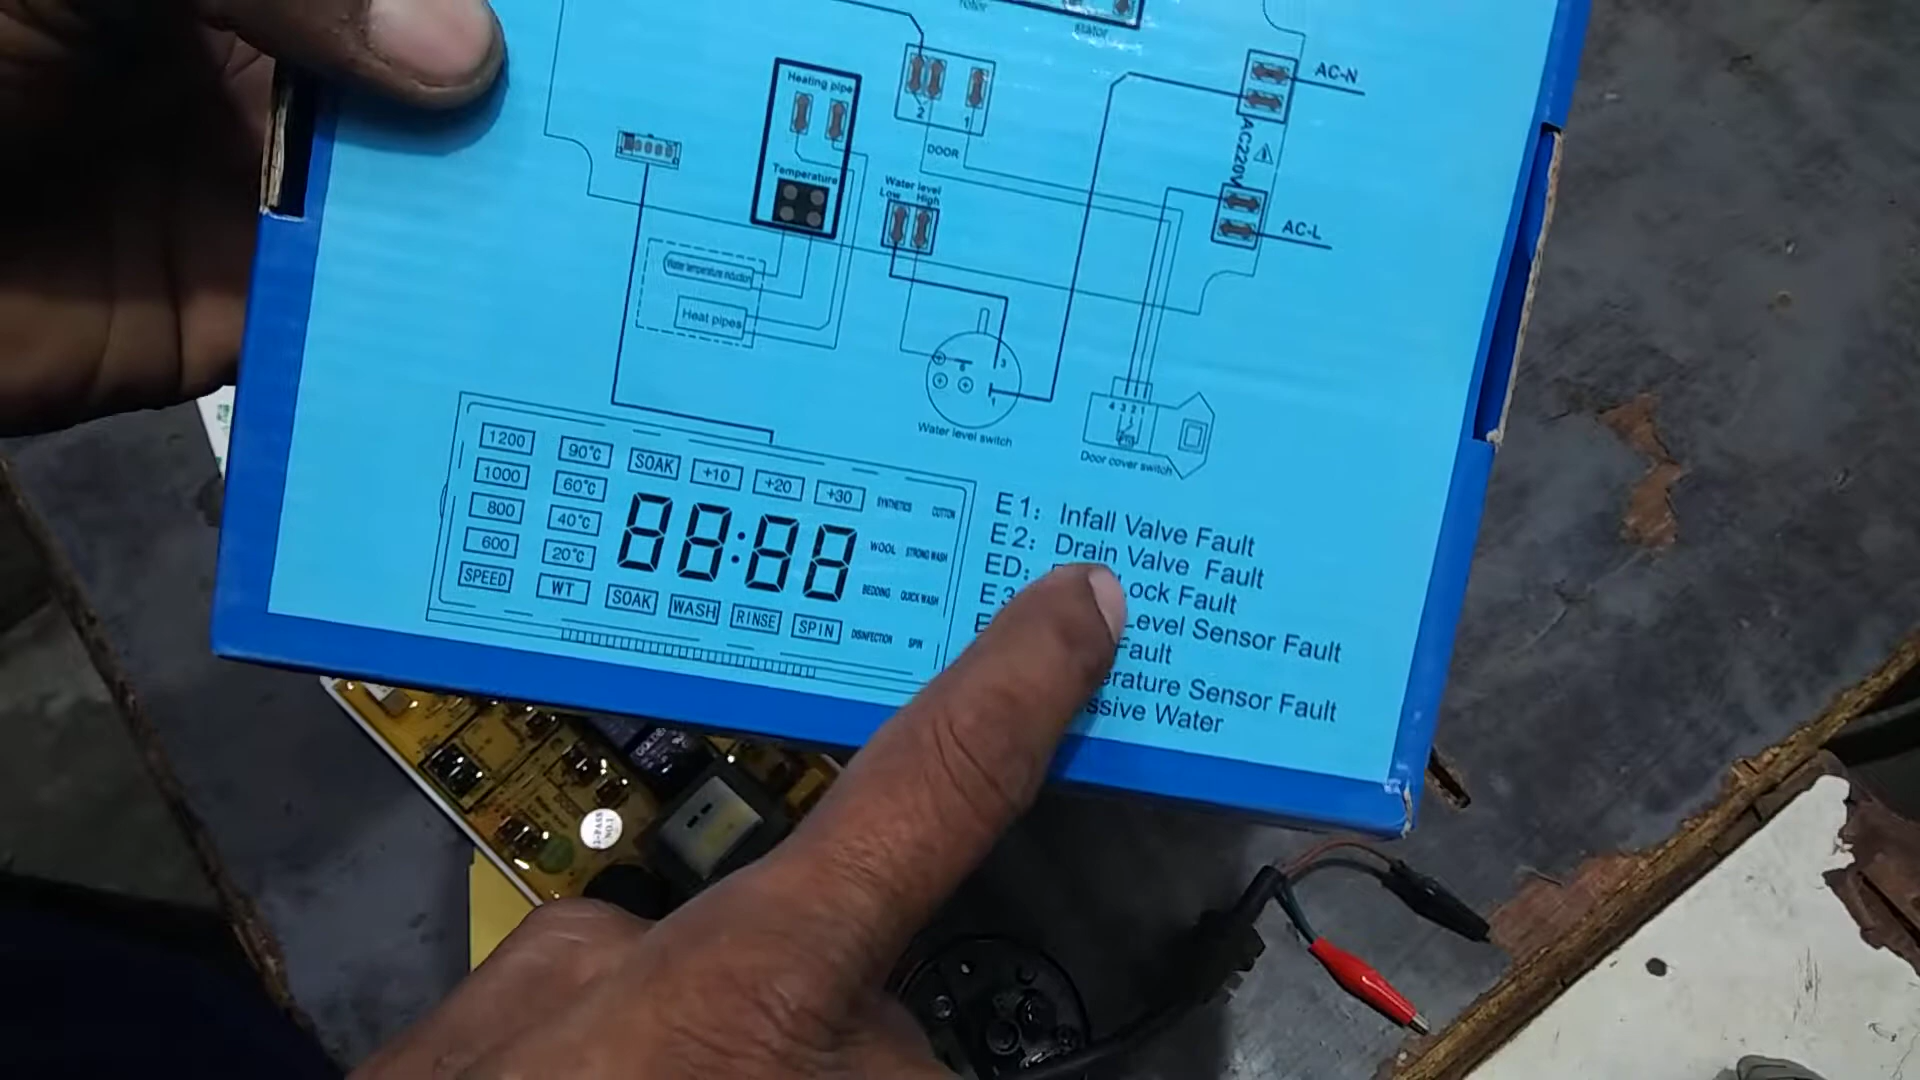 rotor
stator
AC-N
AC220V
AC-L
Heating pipe
Temperature
2 1
DOOR
Water level
Low High
Water temperature induction
Heat pipes
3
1
Water level switch
4 3 2 1
Door cover switch
1200 90°C SOAK +10 +20 +30 SYNTHETICS COTTON
1000 60°C
800 40°C 88:88 WOOL STRONG WASH
600 20°C
SPEED WT SOAK WASH RINSE SPIN
BEDDING QUICK WASH
DISINFECTION SPIN
E1: Infall Valve Fault
E2: Drain Valve Fault
ED: Lock Fault
E3 Level Sensor Fault
E Fault
erature Sensor Fault
ssive Water
GOLDEN